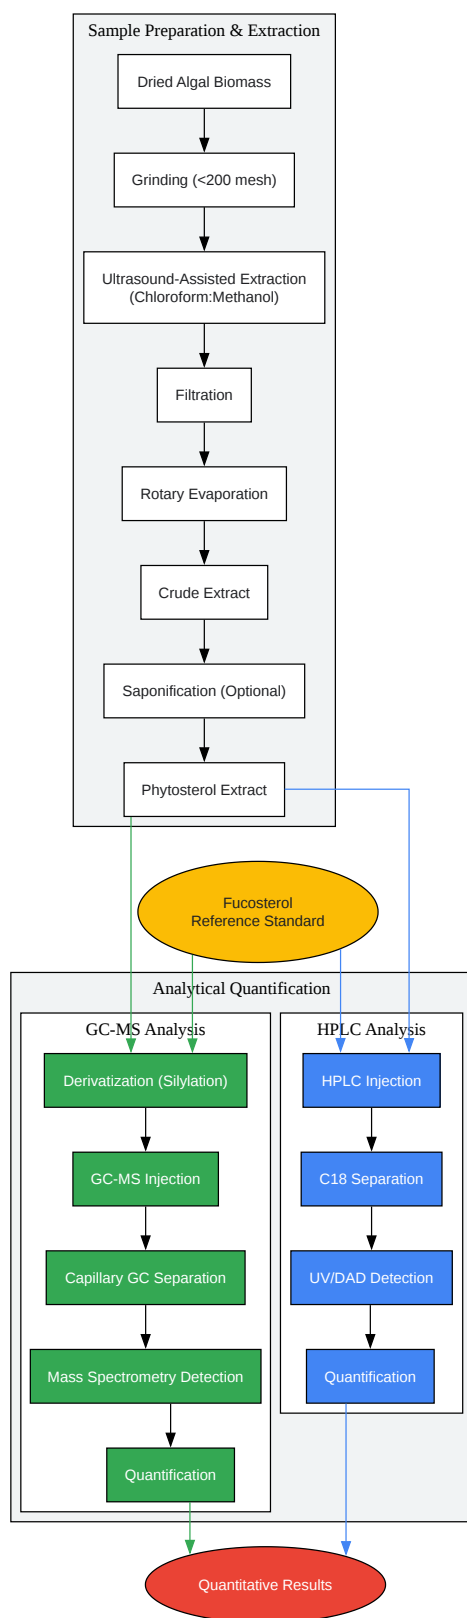 Sample Preparation & Extraction
Dried Algal Biomass
Grinding (<200 mesh)
Ultrasound-Assisted Extraction
(Chloroform:Methanol)
Filtration
Rotary Evaporation
Crude Extract
Saponification (Optional)
Phytosterol Extract
Fucosterol
Reference Standard
Analytical Quantification
GC-MS Analysis
Derivatization (Silylation)
GC-MS Injection
Capillary GC Separation
Mass Spectrometry Detection
Quantification
HPLC Analysis
HPLC Injection
C18 Separation
UV/DAD Detection
Quantification
Quantitative Results